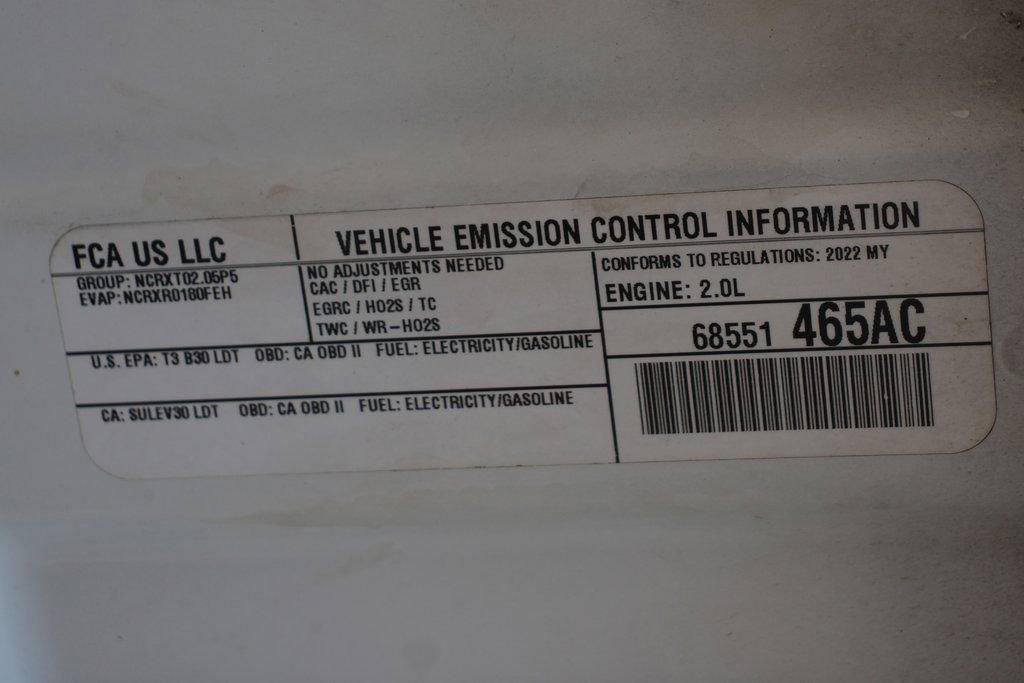 FCA US LLC
VEHICLE EMISSION CONTROL INFORMATION
GROUP: NCRXT02.05P5
EVAP: NCRXR0180FEH
NO ADJUSTMENTS NEEDED
CAC / DFI / EGR
EGRC / HO2S / TC
TWC / WR-HO2S
CONFORMS TO REGULATIONS: 2022 MY
ENGINE: 2.0L
68551 465AC
U.S. EPA: T3 B30 LDT OBD: CA OBD II FUEL: ELECTRICITY/GASOLINE
CA: SULEV30 LDT OBD: CA OBD II FUEL: ELECTRICITY/GASOLINE